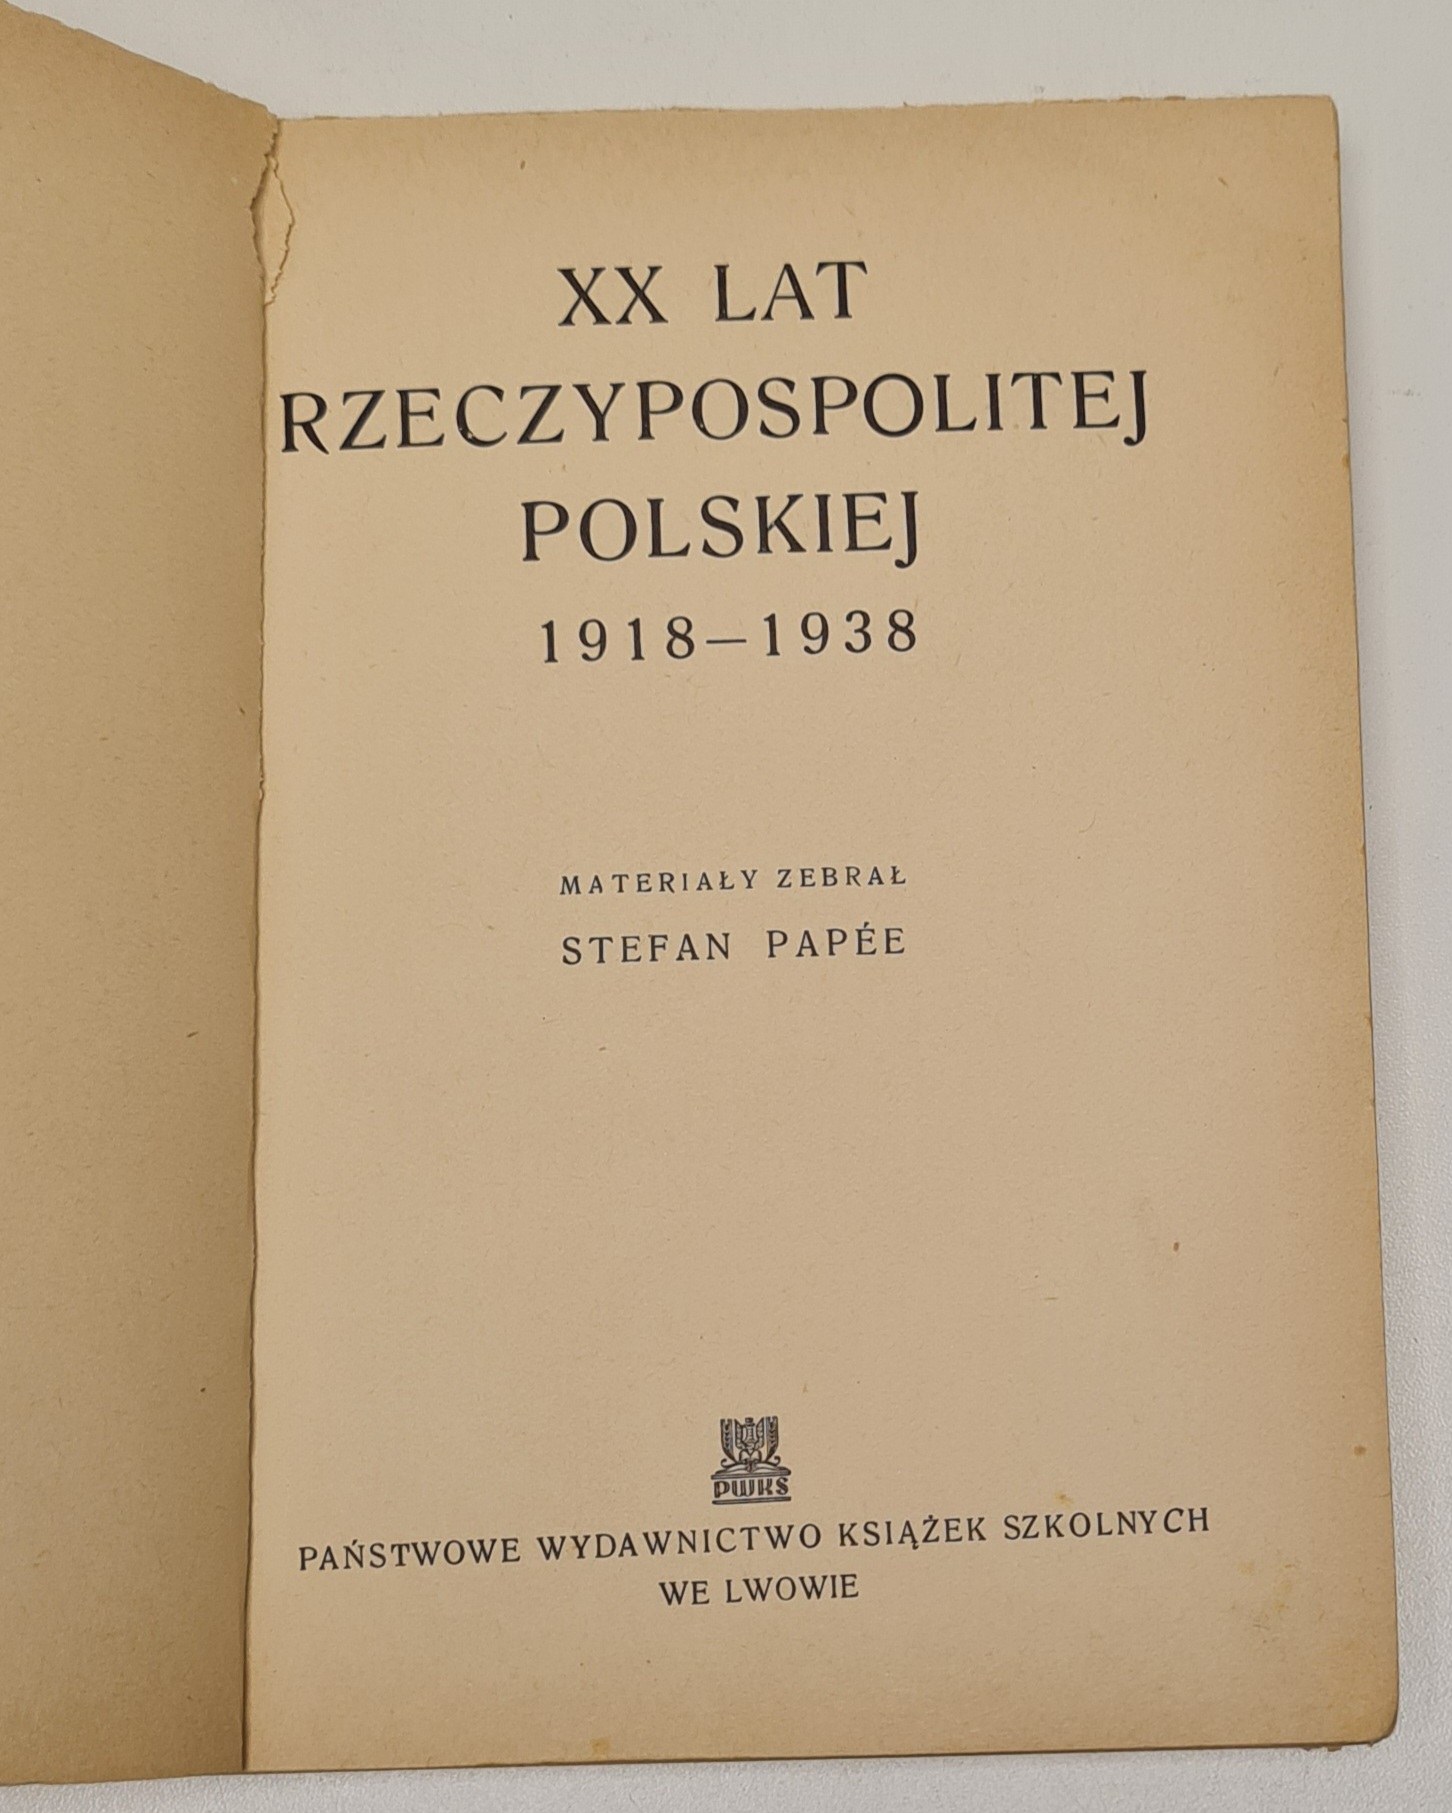 XX LAT
RZECZYPOSPOLITEJ
POLSKIEJ
1918–1938
MATERIAŁY ZEBRAŁ
STEFAN PAPÉE
PWKS
PAŃSTWOWE WYDAWNICTWO KSIĄŻEK SZKOLNYCH
WE LWOWIE